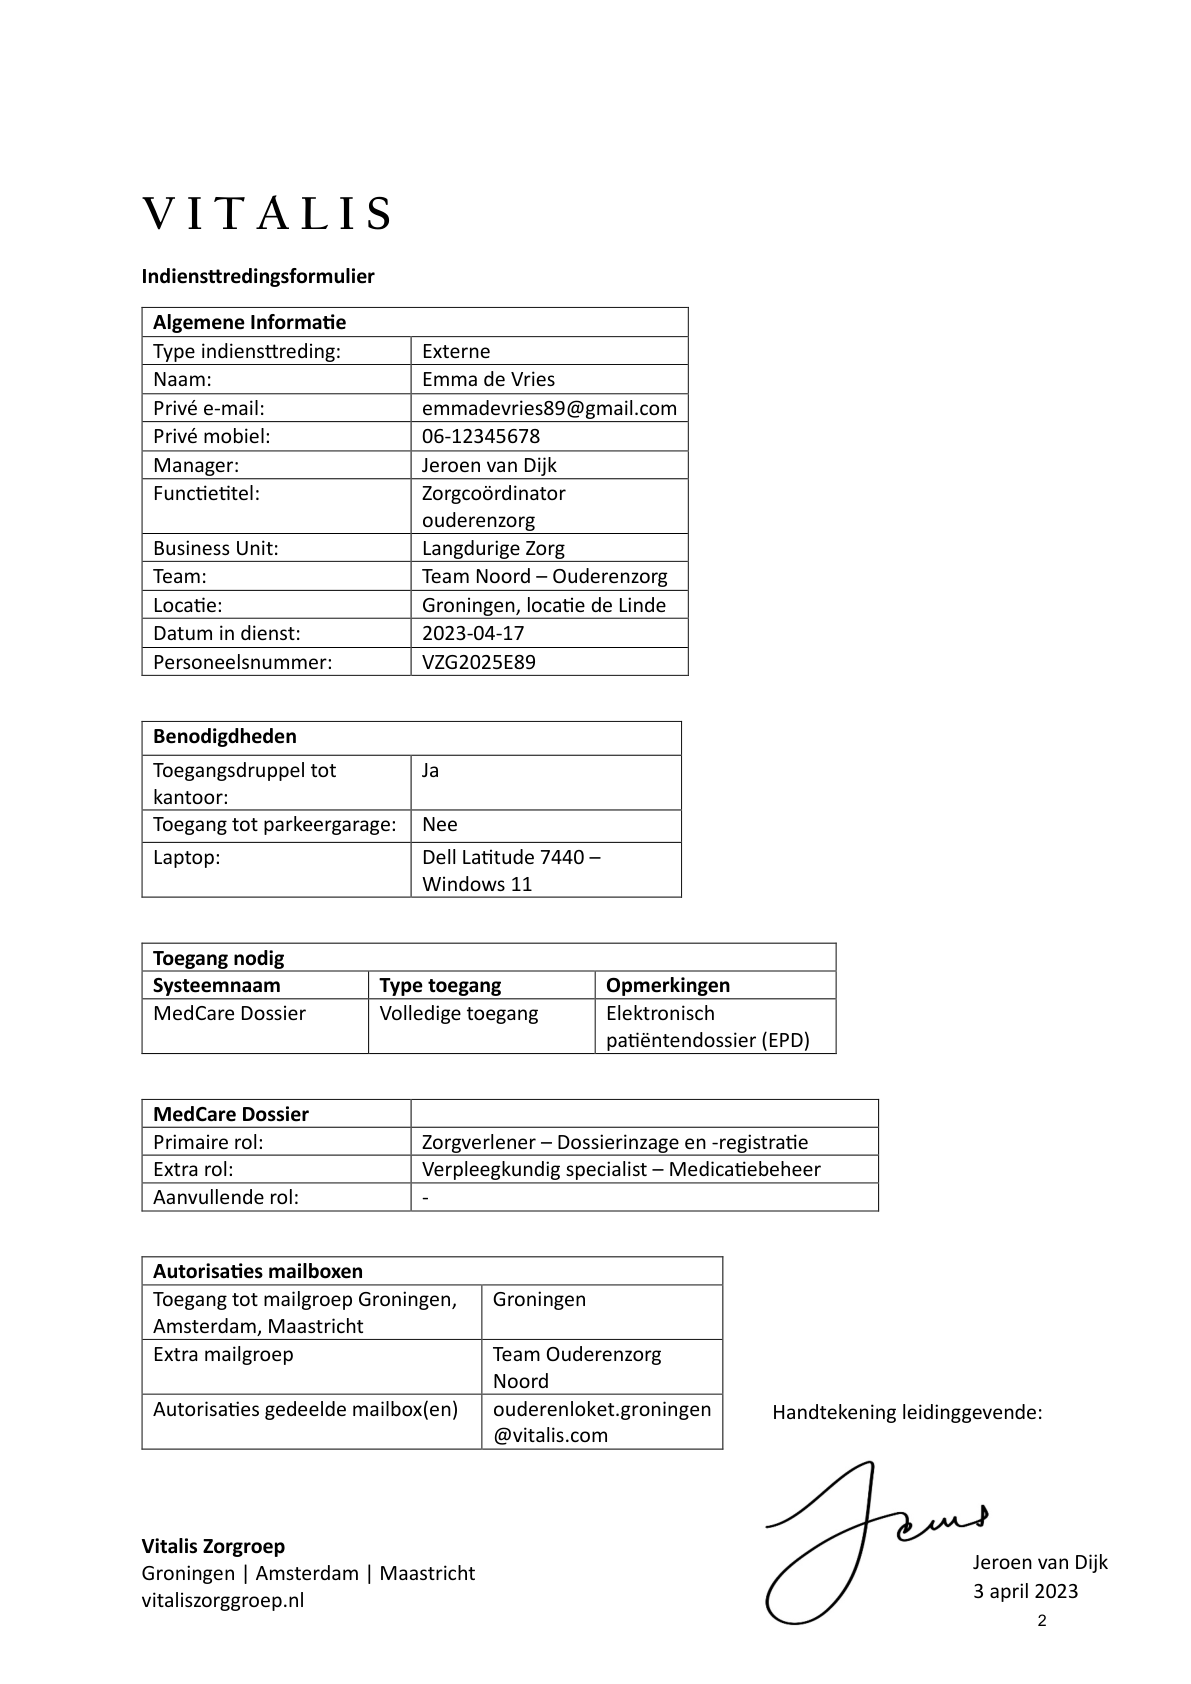 VITALIS
Indiensttredingsformulier
Algemene Informatie
Type indiensttreding: Externe
Naam: Emma de Vries
Privé e-mail: emmadevries89@gmail.com
Privé mobiel: 06-12345678
Manager: Jeroen van Dijk
Functietitel: Zorgcoördinator
ouderenzorg
Business Unit: Langdurige Zorg
Team: Team Noord – Ouderenzorg
Locatie: Groningen, locatie de Linde
Datum in dienst: 2023-04-17
Personeelsnummer: VZG2025E89
Benodigdheden
Toegangsdruppel tot Ja
kantoor:
Toegang tot parkeergarage: Nee
Laptop: Dell Latitude 7440 –
Windows 11
Toegang nodig
Systeemnaam Type toegang Opmerkingen
MedCare Dossier Volledige toegang Elektronisch
patiëntendossier (EPD)
MedCare Dossier
Primaire rol: Zorgverlener – Dossierinzage en -registratie
Extra rol: Verpleegkundig specialist – Medicatiebeheer
Aanvullende rol: -
Autorisaties mailboxen
Toegang tot mailgroep Groningen, Groningen
Amsterdam, Maastricht
Extra mailgroep Team Ouderenzorg
Noord
Autorisaties gedeelde mailbox(en) ouderenloket.groningen
@vitalis.com
Handtekening leidinggevende:
Vitalis Zorgroep
Groningen | Amsterdam | Maastricht
vitaliszorggroep.nl
Jeroen van Dijk
3 april 2023
2